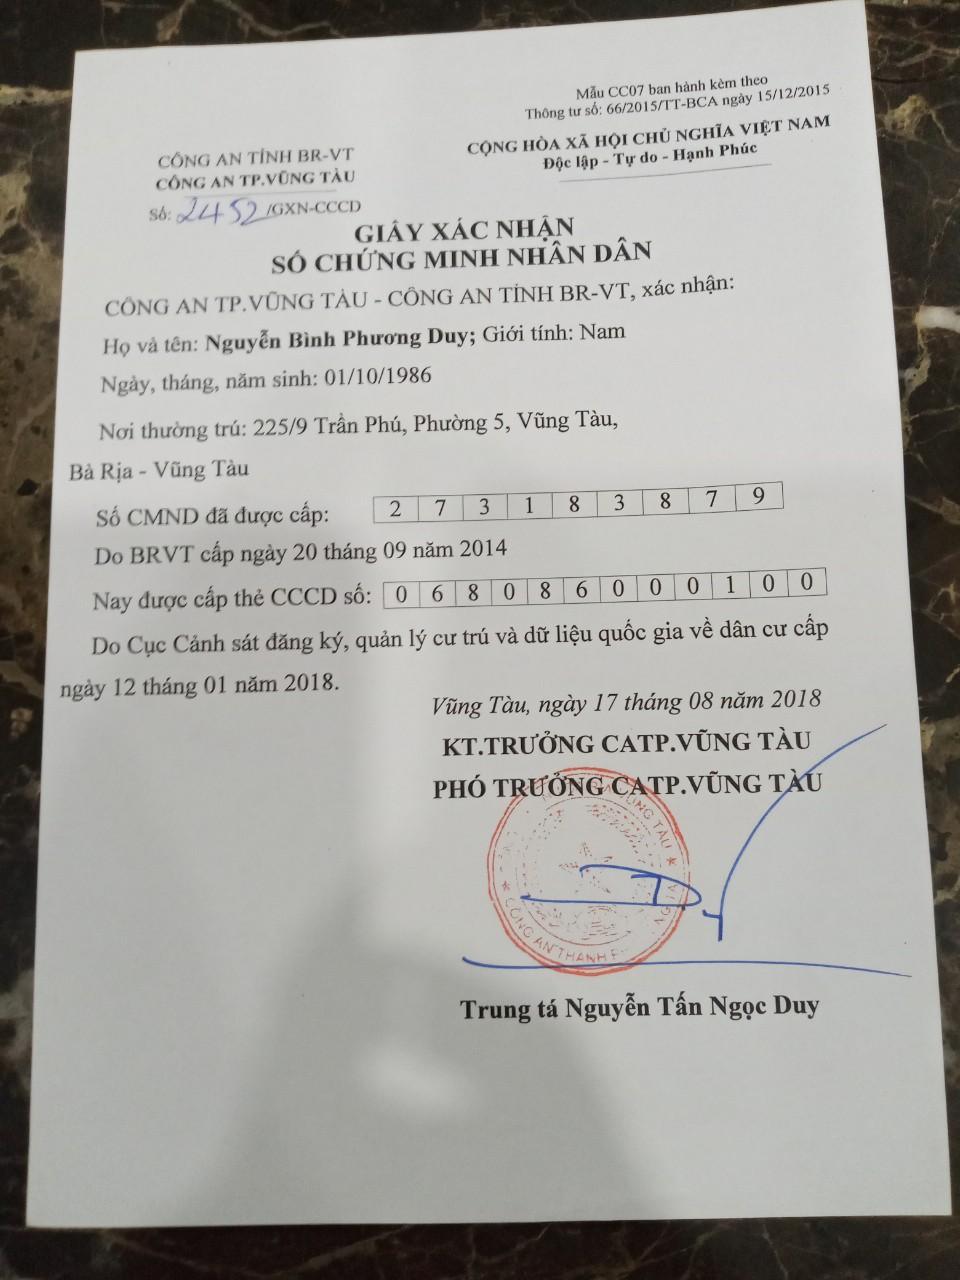 Mẫu CC07 ban hành kèm theo
Thông tư số: 66/2015/TT-BCA ngày 15/12/2015
CÔNG AN TỈNH BR-VT
CÔNG AN TP.VŨNG TÀU
Số: 2452/GXN-CCCD
CỘNG HÒA XÃ HỘI CHỦ NGHĨA VIỆT NAM
Độc lập - Tự do - Hạnh Phúc
GIẤY XÁC NHẬN
SỐ CHỨNG MINH NHÂN DÂN
CÔNG AN TP.VŨNG TÀU - CÔNG AN TỈNH BR-VT, xác nhận:
Họ và tên: Nguyễn Bình Phương Duy; Giới tính: Nam
Ngày, tháng, năm sinh: 01/10/1986
Nơi thường trú: 225/9 Trần Phú, Phường 5, Vũng Tàu,
Bà Rịa - Vũng Tàu
Số CMND đã được cấp: 2 7 3 1 8 3 8 7 9
Do BRVT cấp ngày 20 tháng 09 năm 2014
Nay được cấp thẻ CCCD số: 0 6 8 0 8 6 0 0 0 1 0 0
Do Cục Cảnh sát đăng ký, quản lý cư trú và dữ liệu quốc gia về dân cư cấp
ngày 12 tháng 01 năm 2018.
Vũng Tàu, ngày 17 tháng 08 năm 2018
KT.TRƯỞNG CATP.VŨNG TÀU
PHÓ TRƯỞNG CATP.VŨNG TÀU
VŨNG TÀU
CÔNG AN THÀNH
Trung tá Nguyễn Tấn Ngọc Duy